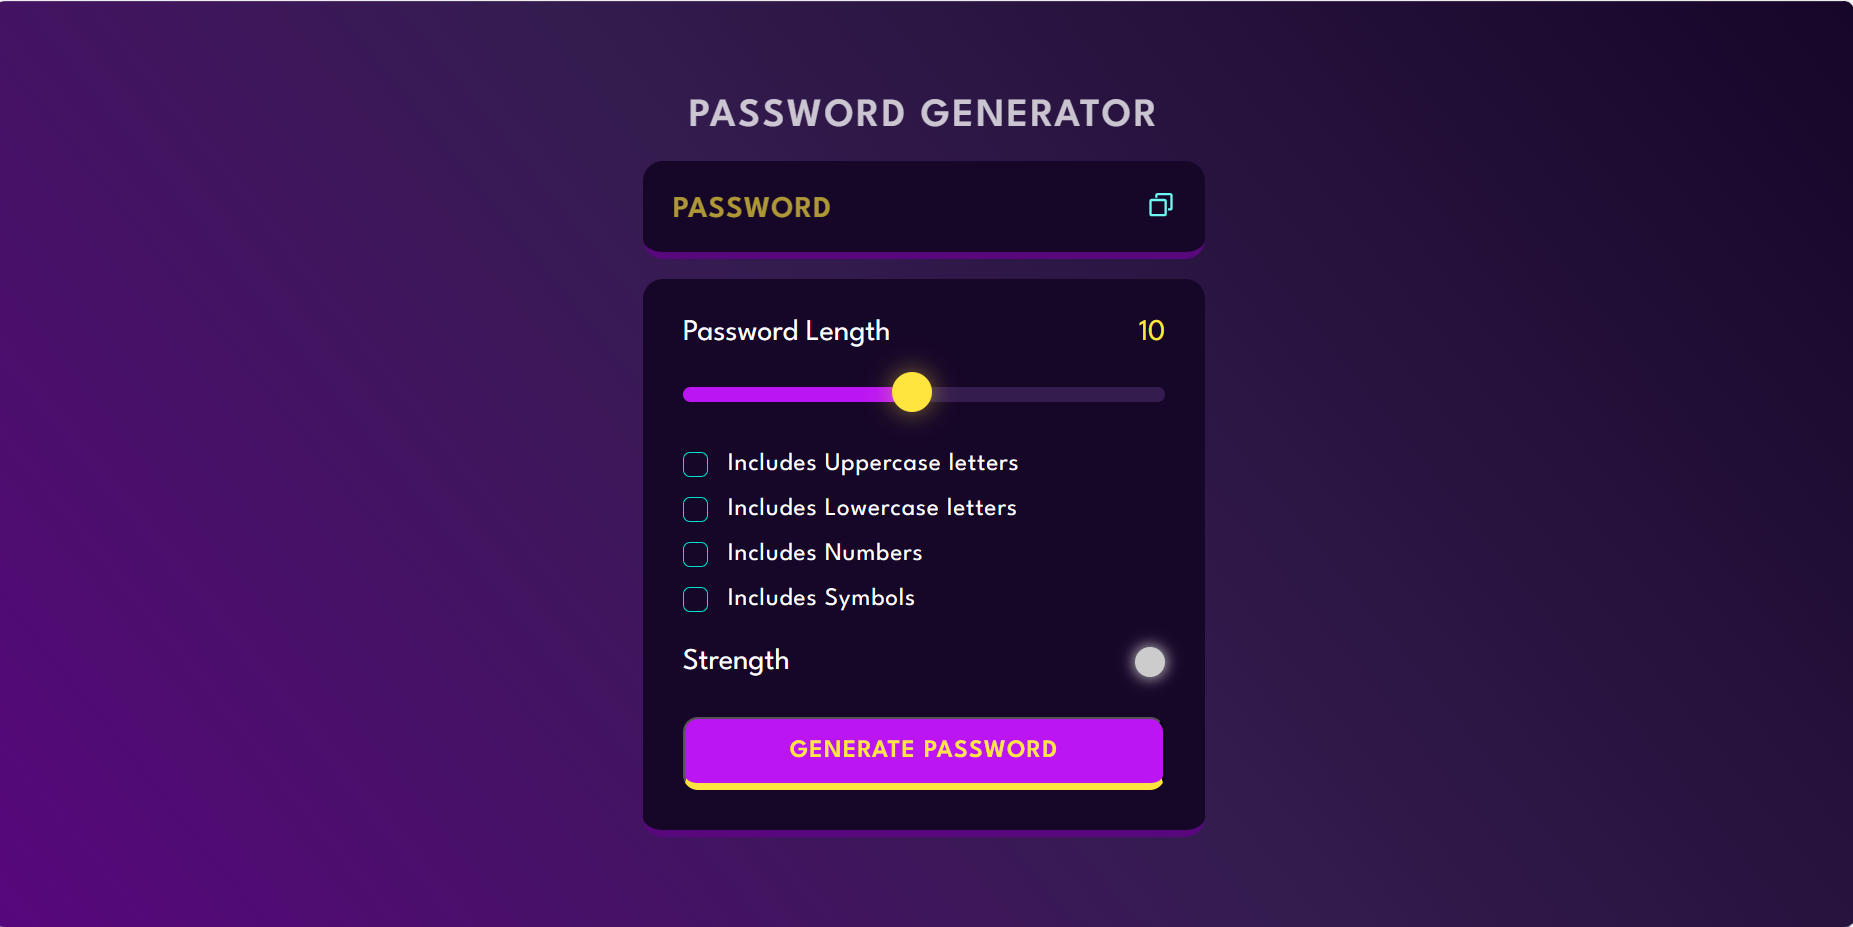 PASSWORD GENERATOR
PASSWORD
Password Length 10
Includes Uppercase letters
Includes Lowercase letters
Includes Numbers
Includes Symbols
Strength
GENERATE PASSWORD